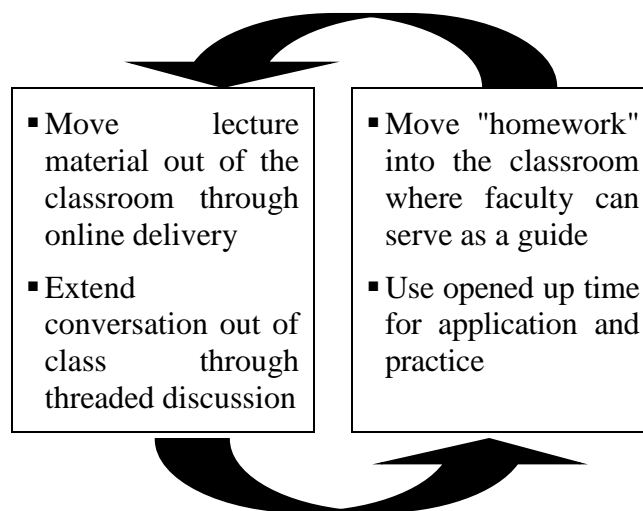 ▪ Move lecture
material out of the
classroom through
online delivery
▪ Extend
conversation out of
class through
threaded discussion
▪ Move "homework"
into the classroom
where faculty can
serve as a guide
▪ Use opened up time
for application and
practice